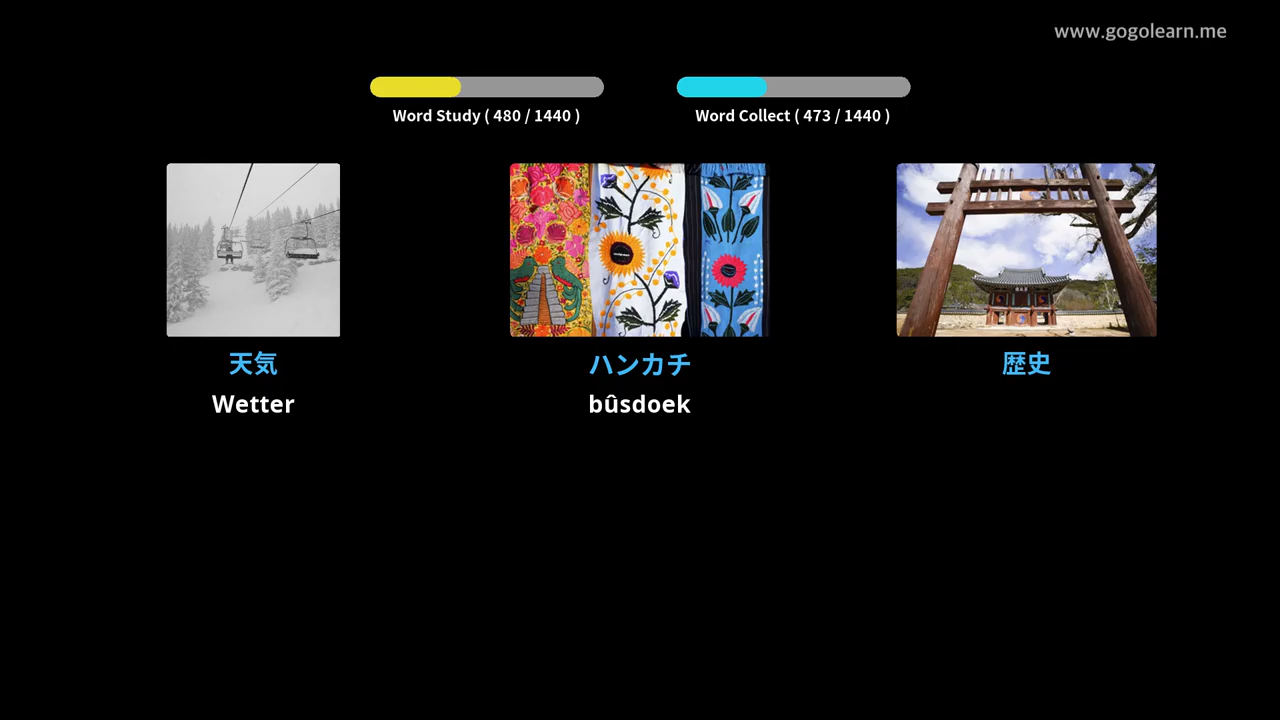 www.gogolearn.me
Word Study ( 480 / 1440 )
Word Collect ( 473 / 1440 )
天気
ハンカチ
歴史
Wetter
bûsdoek